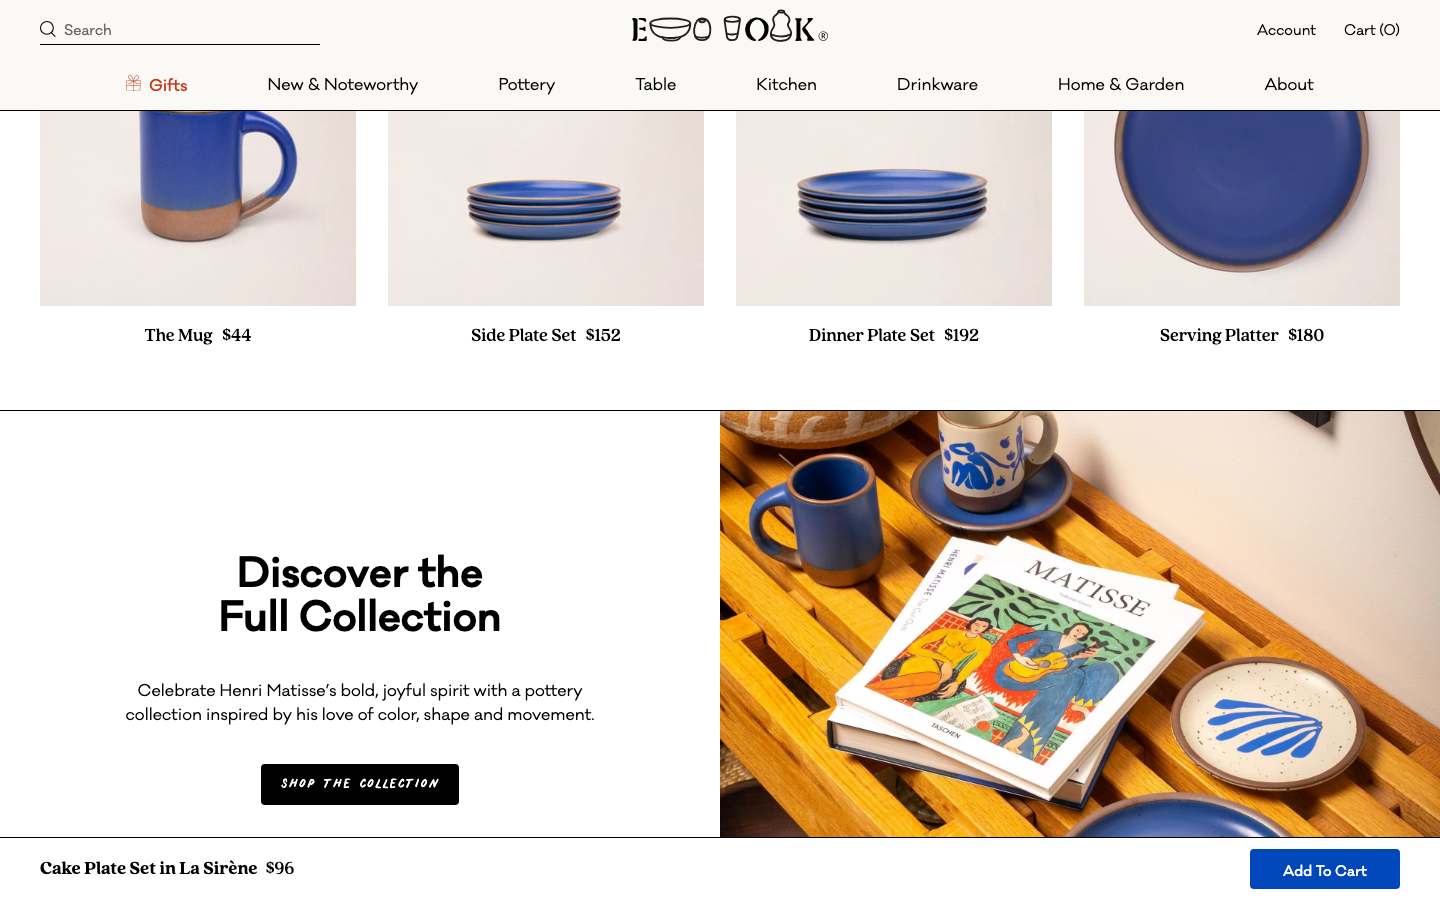 Search
Account
Cart (0)
Gifts
New & Noteworthy
Pottery
Table
Kitchen
Drinkware
Home & Garden
About
The Mug $44
Side Plate Set $152
Dinner Plate Set $192
Serving Platter $180
Discover the
Full Collection
Celebrate Henri Matisse’s bold, joyful spirit with a pottery
collection inspired by his love of color, shape and movement.
SHOP THE COLLECTION
HENRI MATISSE
MATISSE
TASCHEN
Cake Plate Set in La Sirène $96
Add To Cart